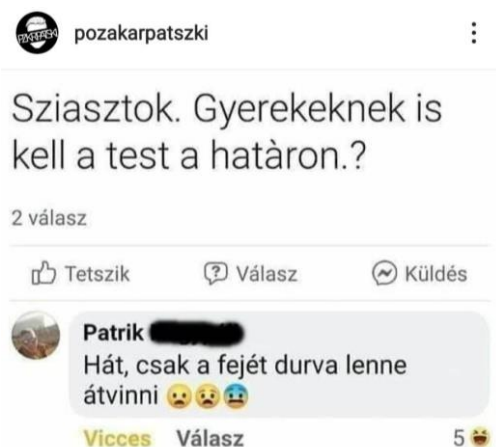 pozakarpatszki
Sziasztok. Gyerekeknek is
kell a test a hatàron.?
2 válasz
Tetszik
Válasz
Küldés
Patrik
Hát, csak a fejét durva lenne
átvinni 😦😧😰
Vicces Válasz 5 😆